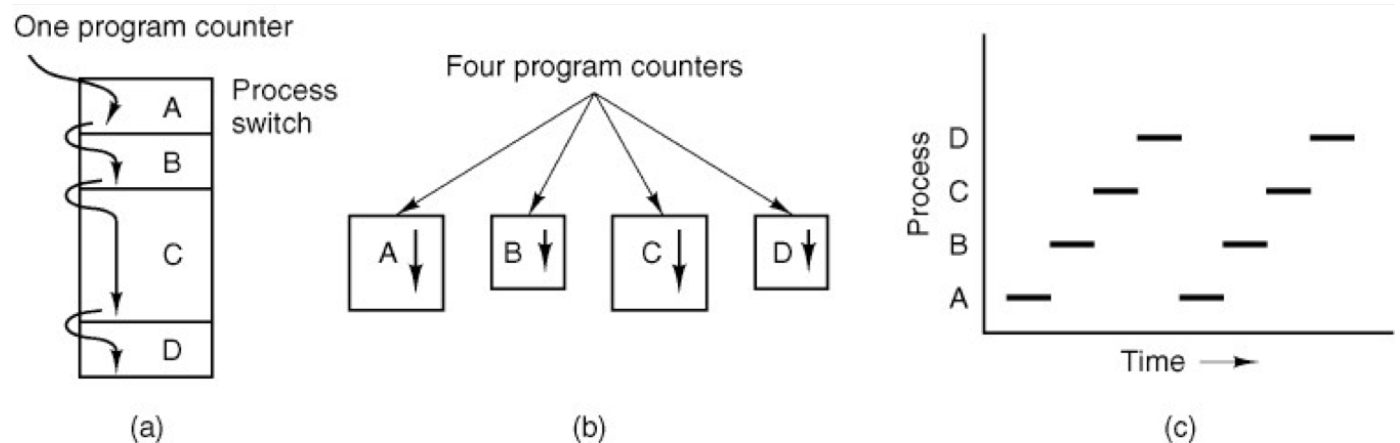 One program counter
A
Process
switch
B
C
D
(a)
Four program counters
A
B
C
D
(b)
Process
D
C
B
A
Time
(c)